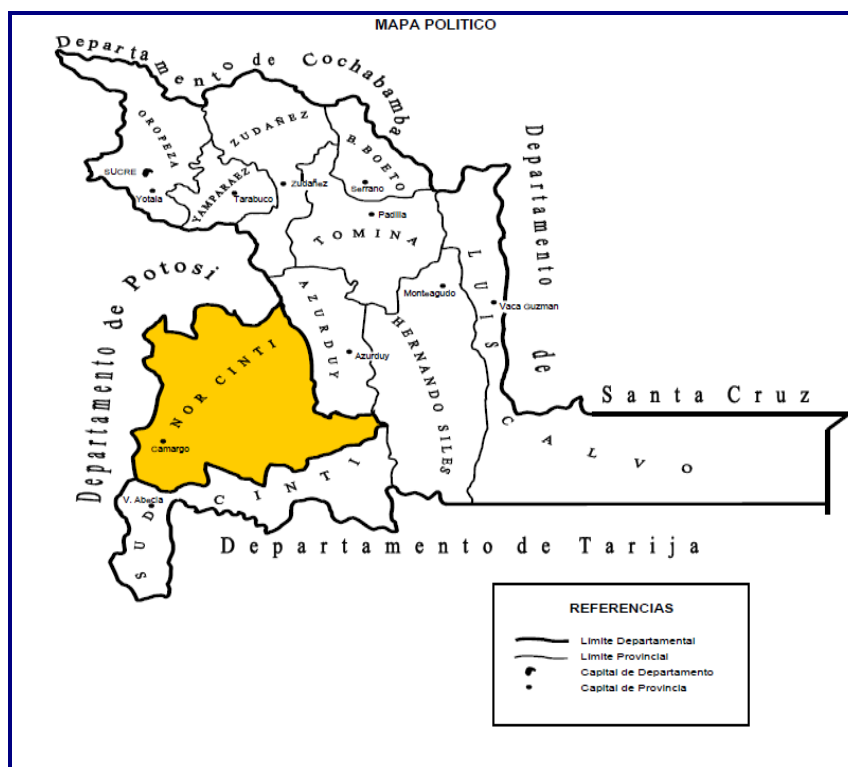 MAPA POLITICO
Departamento de Cochabamba
OROPEZA
ZUDAÑEZ
B. BOETO
Departamento de
Santa Cruz
SUCRE
Yotala
YAMPARAEZ
Tarabuco
Zudañez
Serrano
Padilla
TOMINA
LUIS
CALVO
Departamento de Potosi
AZURDUY
Monteagudo
Vaca Guzman
HERNANDO SILES
Azurduy
NOR CINTI
Camargo
V. Abecia
SUD CINTI
Departamento de Tarija
REFERENCIAS
Límite Departamental
Límite Provincial
Capital de Departamento
Capital de Provincia